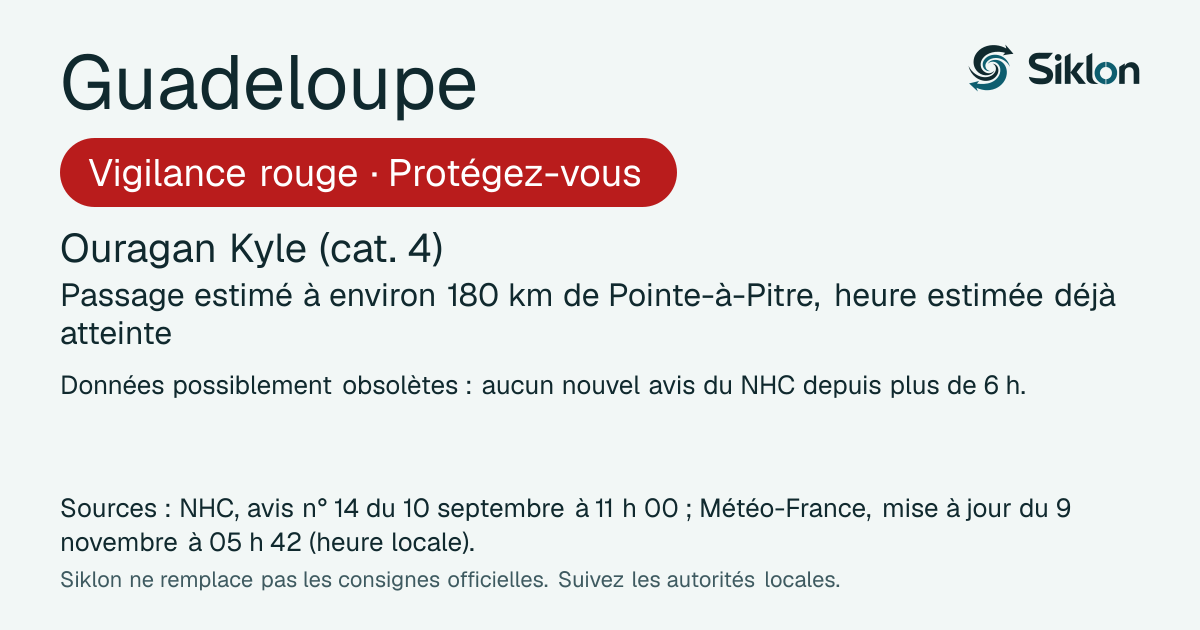 Guadeloupe
Siklon
Vigilance rouge · Protégez-vous
Ouragan Kyle (cat. 4)
Passage estimé à environ 180 km de Pointe-à-Pitre, heure estimée déjà
atteinte
Données possiblement obsolètes : aucun nouvel avis du NHC depuis plus de 6 h.
Sources : NHC, avis n° 14 du 10 septembre à 11 h 00 ; Météo-France, mise à jour du 9
novembre à 05 h 42 (heure locale).
Siklon ne remplace pas les consignes officielles. Suivez les autorités locales.